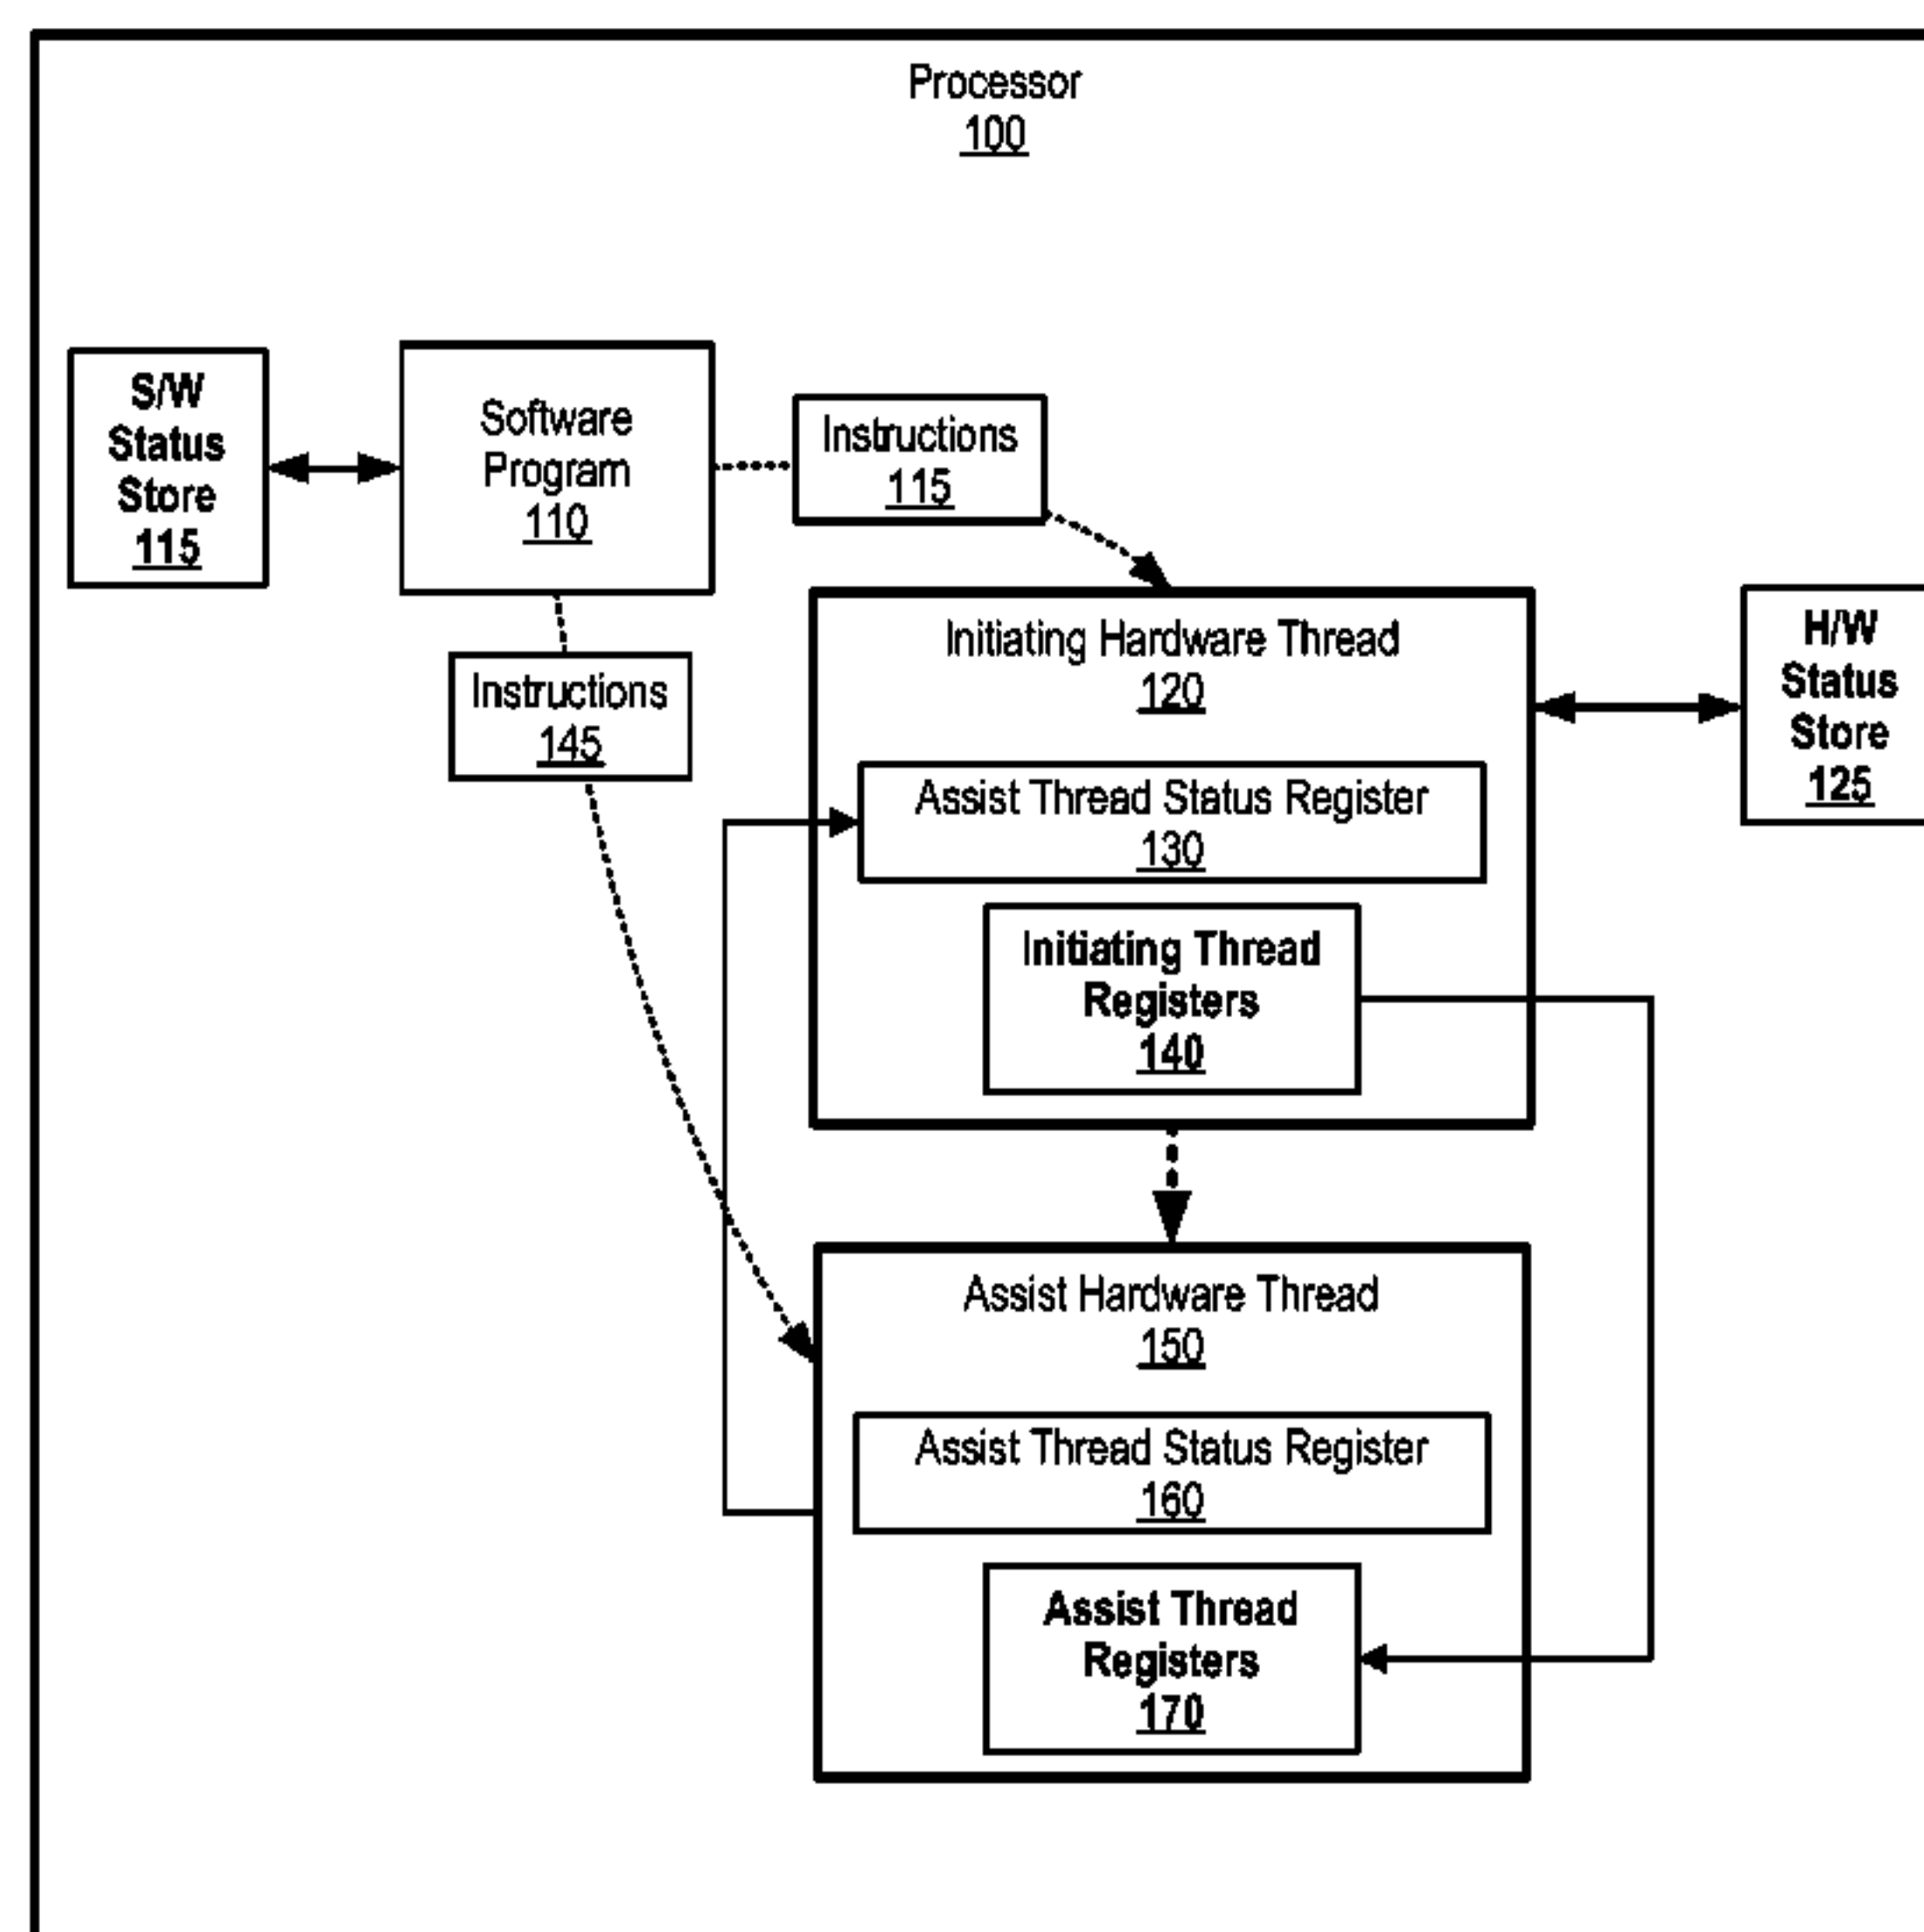 Processor
100
S/W
Status
Store
115
Software
Program
110
Instructions
115
Instructions
145
Initiating Hardware Thread
120
Assist Thread Status Register
130
Initiating Thread
Registers
140
H/W
Status
Store
125
Assist Hardware Thread
150
Assist Thread Status Register
160
Assist Thread
Registers
170